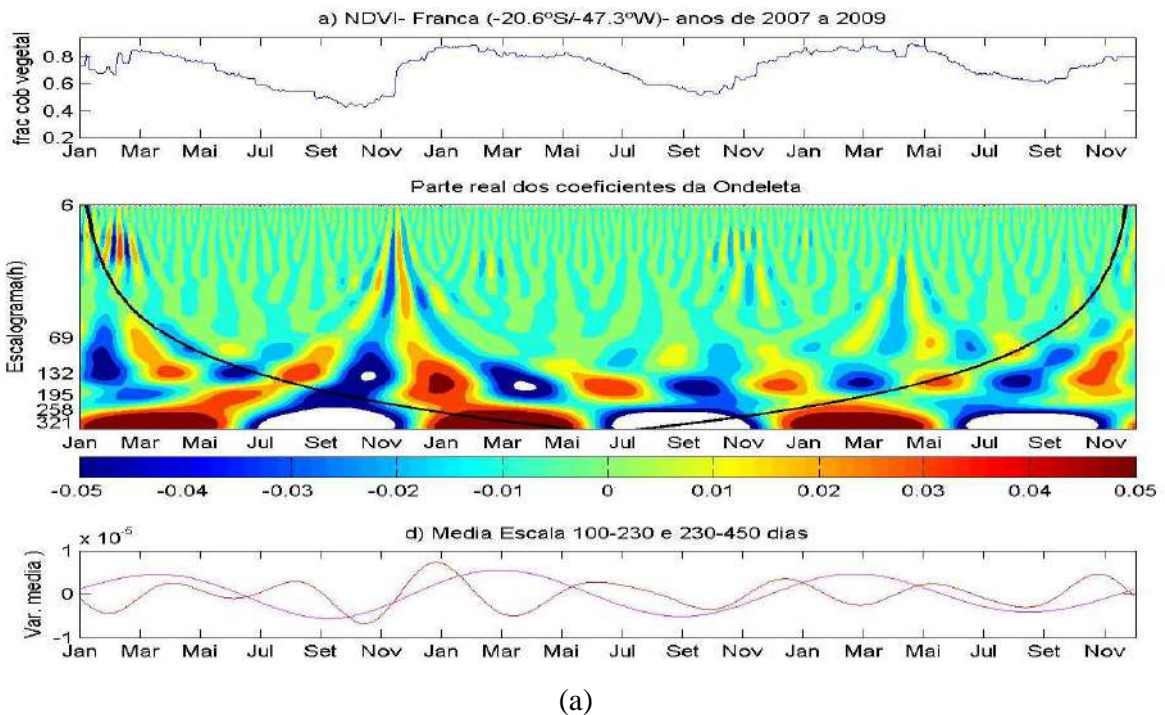 a) NDVI- Franca (-20.6ºS/-47.3ºW)- anos de 2007 a 2009
frac cob vegetal
0.8
0.6
0.4
0.2
Jan Mar Mai Jul Set Nov Jan Mar Mai Jul Set Nov Jan Mar Mai Jul Set Nov
Parte real dos coeficientes da Ondeleta
Escalograma(h)
6
69
132
195
258
321
Jan Mar Mai Jul Set Nov Jan Mar Mai Jul Set Nov Jan Mar Mai Jul Set Nov
-0.05 -0.04 -0.03 -0.02 -0.01 0 0.01 0.02 0.03 0.04 0.05
x 10⁻⁵
d) Media Escala 100-230 e 230-450 dias
Var. media)
1
0
-1
Jan Mar Mai Jul Set Nov Jan Mar Mai Jul Set Nov Jan Mar Mai Jul Set Nov
(a)